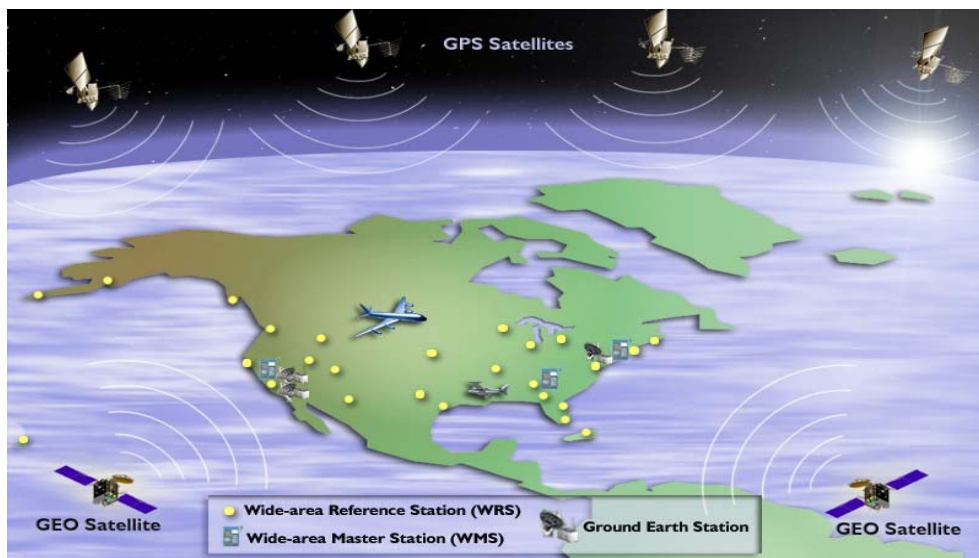 GPS Satellites
GEO Satellite
GEO Satellite
Wide-area Reference Station (WRS)
Wide-area Master Station (WMS)
Ground Earth Station